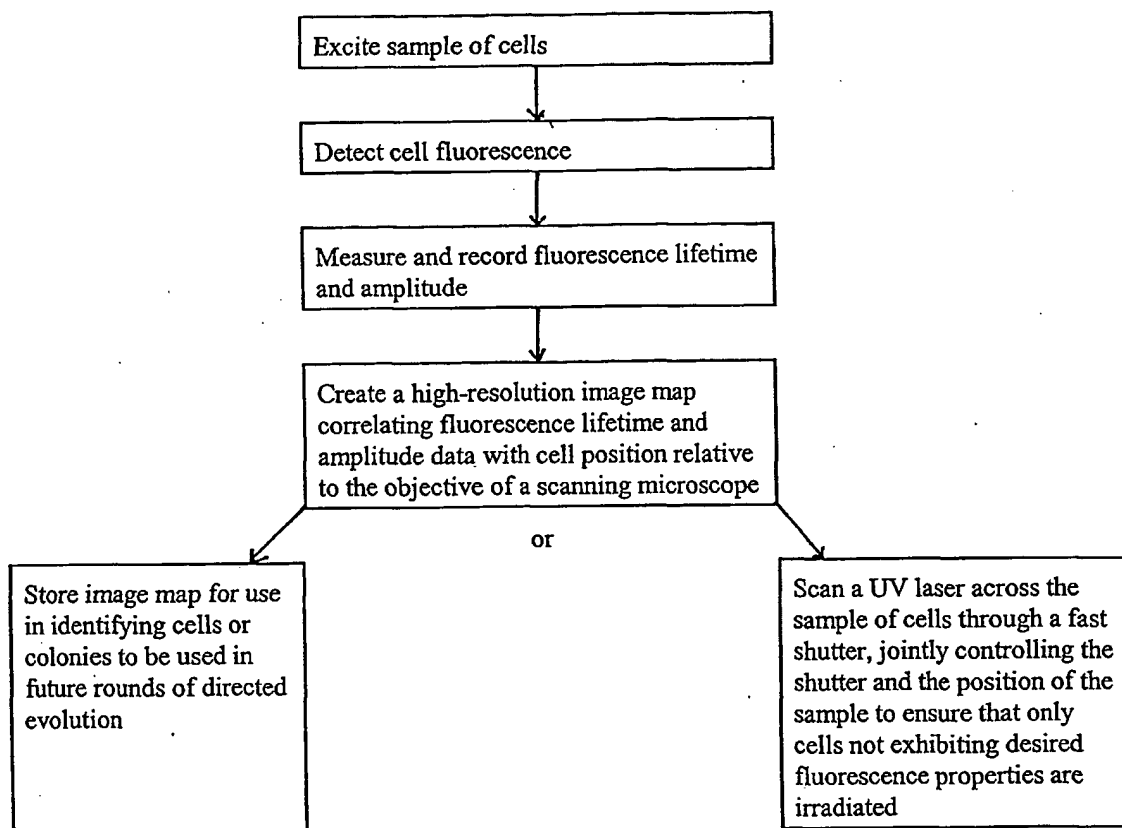 Excite sample of cells
Detect cell fluorescence
Measure and record fluorescence lifetime
and amplitude
Create a high-resolution image map
correlating fluorescence lifetime and
amplitude data with cell position relative
to the objective of a scanning microscope
or
Store image map for use
in identifying cells or
colonies to be used in
future rounds of directed
evolution
Scan a UV laser across the
sample of cells through a fast
shutter, jointly controlling the
shutter and the position of the
sample to ensure that only
cells not exhibiting desired
fluorescence properties are
irradiated